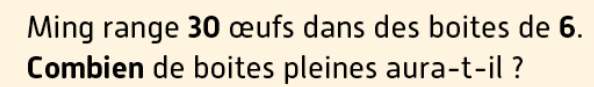 Ming range 30 œufs dans des boites de 6.
Combien de boites pleines aura-t-il ?